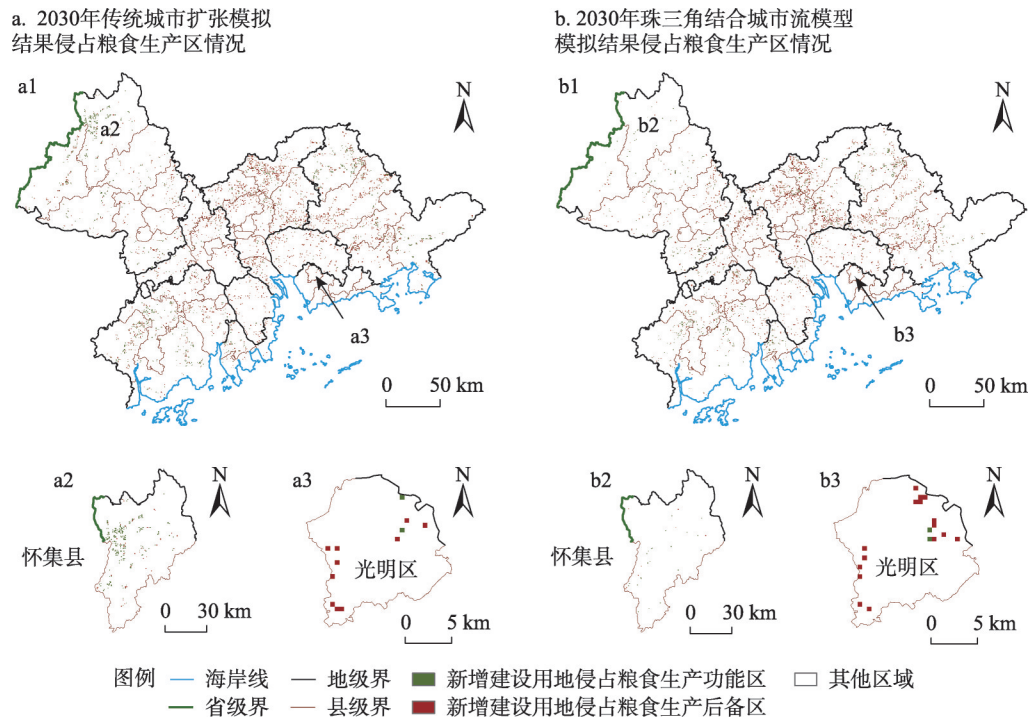 a. 2030年传统城市扩张模拟
结果侵占粮食生产区情况
b. 2030年珠三角结合城市流模型
模拟结果侵占粮食生产区情况
a1
N
a2
a3
0 50 km
b1
N
b2
b3
0 50 km
a2
N
怀集县
0 30 km
a3
N
光明区
0 5 km
b2
N
怀集县
0 30 km
b3
N
光明区
0 5 km
图例 海岸线 地级界 新增建设用地侵占粮食生产功能区 其他区域
省级界 县级界 新增建设用地侵占粮食生产后备区